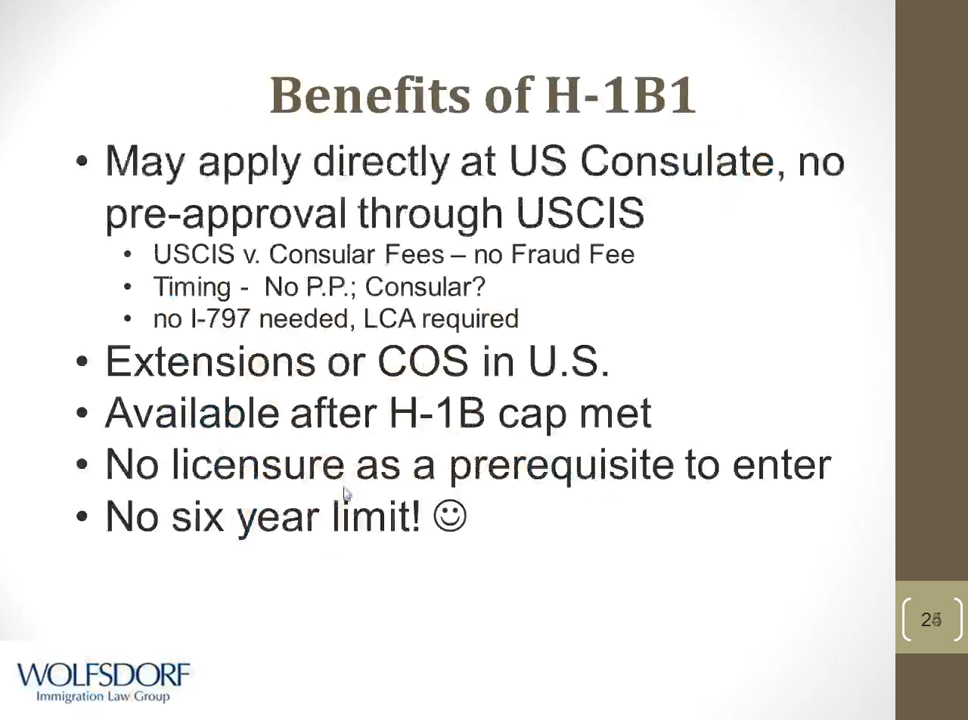 Benefits of H-1B1
• May apply directly at US Consulate, no
pre-approval through USCIS
• USCIS v. Consular Fees – no Fraud Fee
• Timing - No P.P.; Consular?
• no I-797 needed, LCA required
• Extensions or COS in U.S.
• Available after H-1B cap met
• No licensure as a prerequisite to enter
• No six year limit! ☺
WOLFSDORF
Immigration Law Group